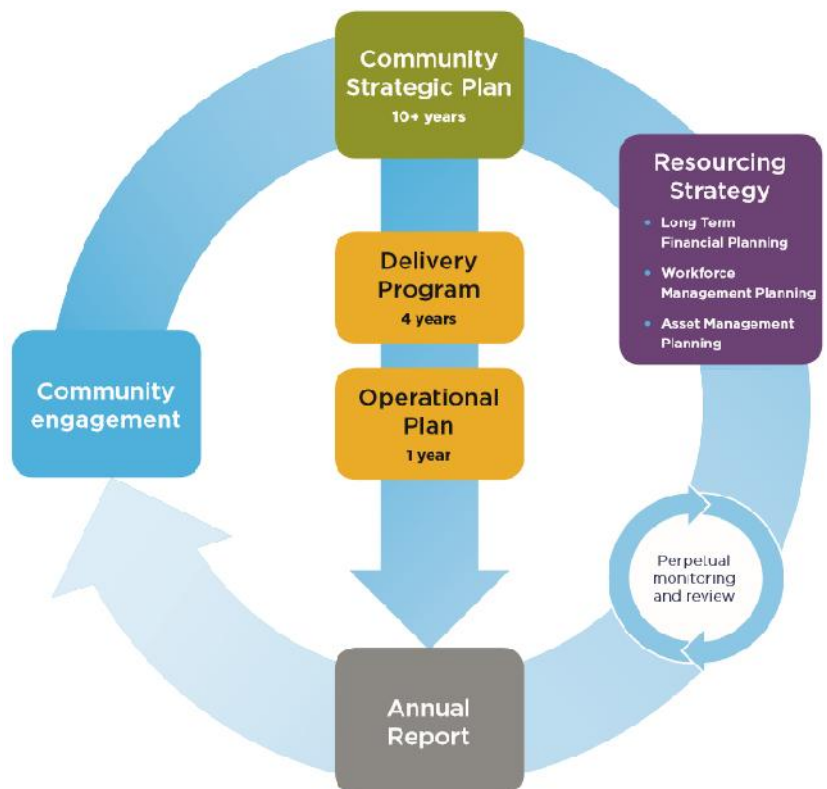 Community
Strategic Plan
10+ years
Resourcing
Strategy
• Long Term
Financial Planning
• Workforce
Management Planning
• Asset Management
Planning
Delivery
Program
4 years
Community
engagement
Operational
Plan
1 year
Perpetual
monitoring
and review
Annual
Report